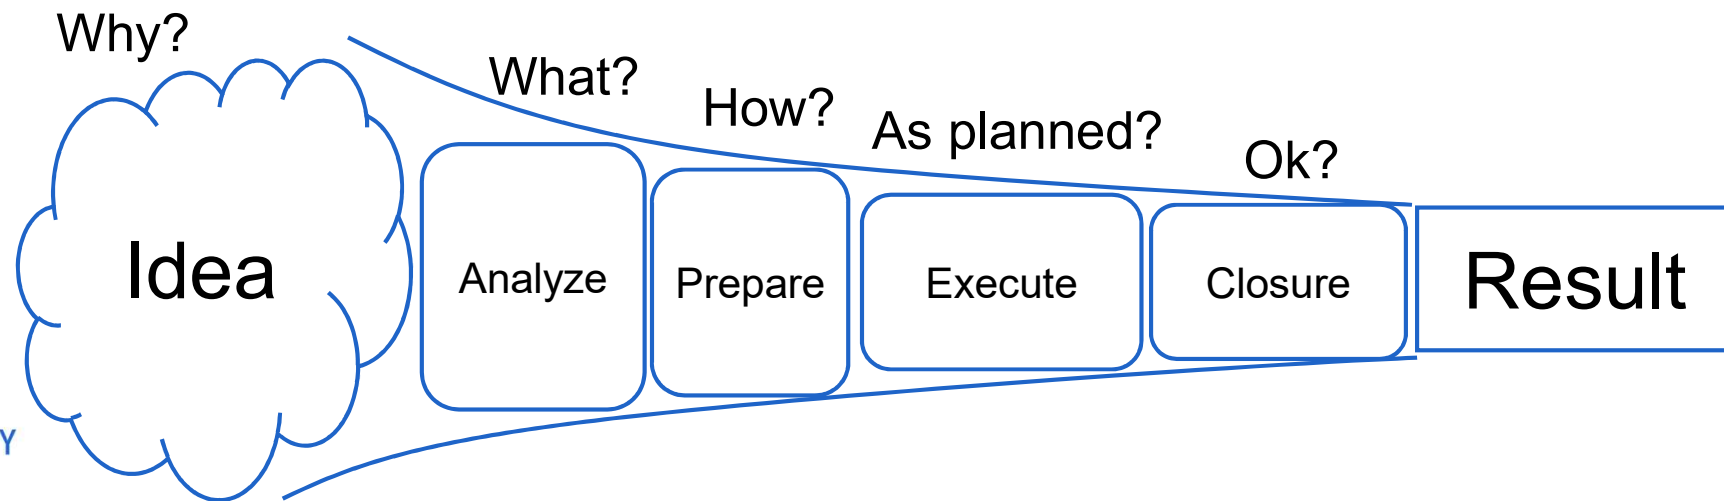 Why?
What?
How?
As planned?
Ok?
Idea
Analyze
Prepare
Execute
Closure
Result
Y